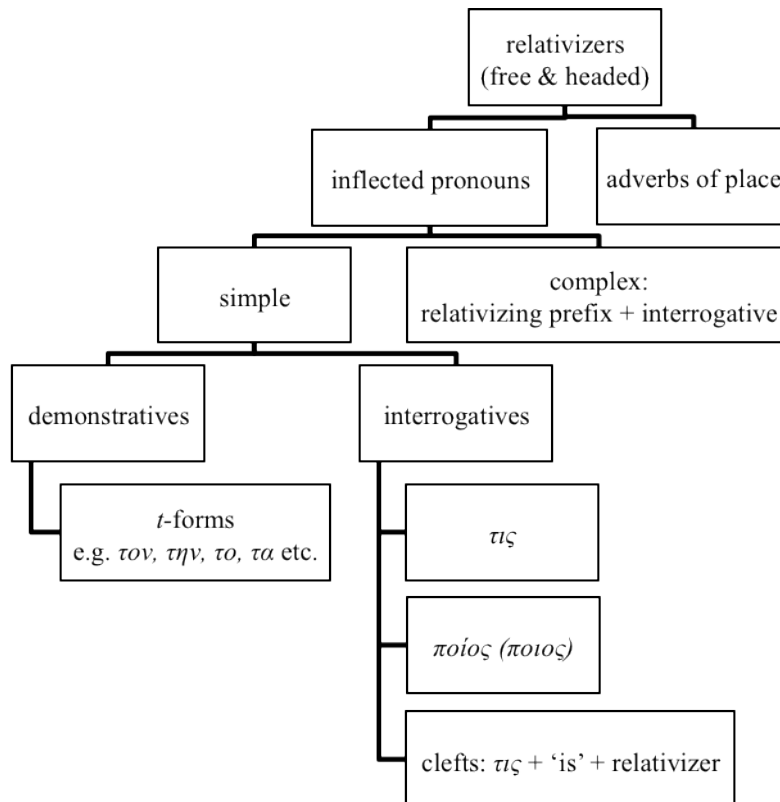 relativizers
(free & headed)
inflected pronouns
adverbs of place
simple
complex:
relativizing prefix + interrogative
demonstratives
interrogatives
t-forms
e.g. τον, την, το, τα etc.
τις
ποίος (ποιος)
clefts: τις + ‘is’ + relativizer